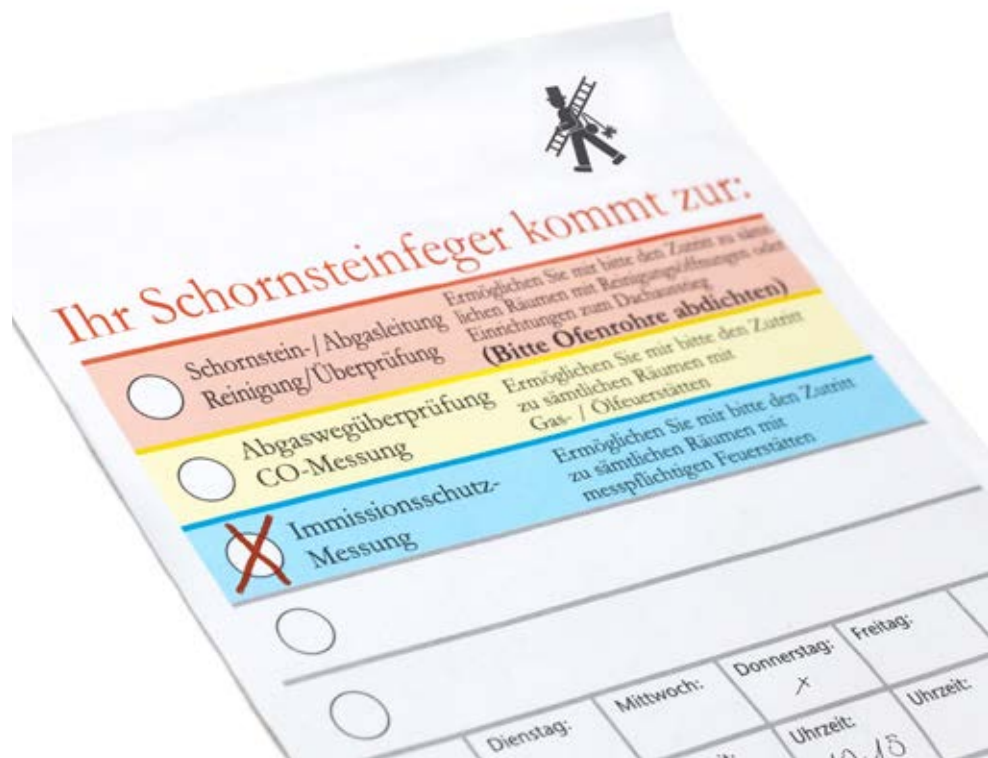 Ihr Schornsteinfeger kommt zur:
Schornstein-/Abgasleitung
Reinigung/Überprüfung
Ermöglichen Sie mir bitte den Zutritt zu sämt-
lichen Räumen mit Reinigungsöffnungen oder
Einrichtungen zum Dachausstieg
(Bitte Ofenrohre abdichten)
Abgaswegüberprüfung
CO-Messung
Ermöglichen Sie mir bitte den Zutritt
zu sämtlichen Räumen mit
Gas- / Ölfeuerstätten
Immissionsschutz-
Messung
Ermöglichen Sie mir bitte den Zutritt
zu sämtlichen Räumen mit
messpflichtigen Feuerstätten
Dienstag: Mittwoch: Donnerstag: Freitag:
x
Uhrzeit: Uhrzeit: